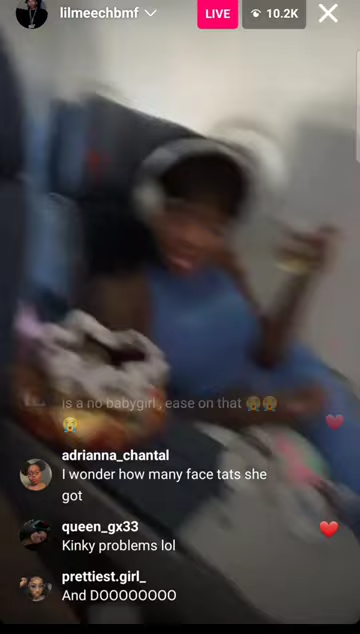 lilmeechbmf
LIVE
10.2K
is a no babygirl , ease on that 😭😭
😭
adrianna_chantal
I wonder how many face tats she
got
queen_gx33
Kinky problems lol
prettiest.girl_
And DOOOOOOOO